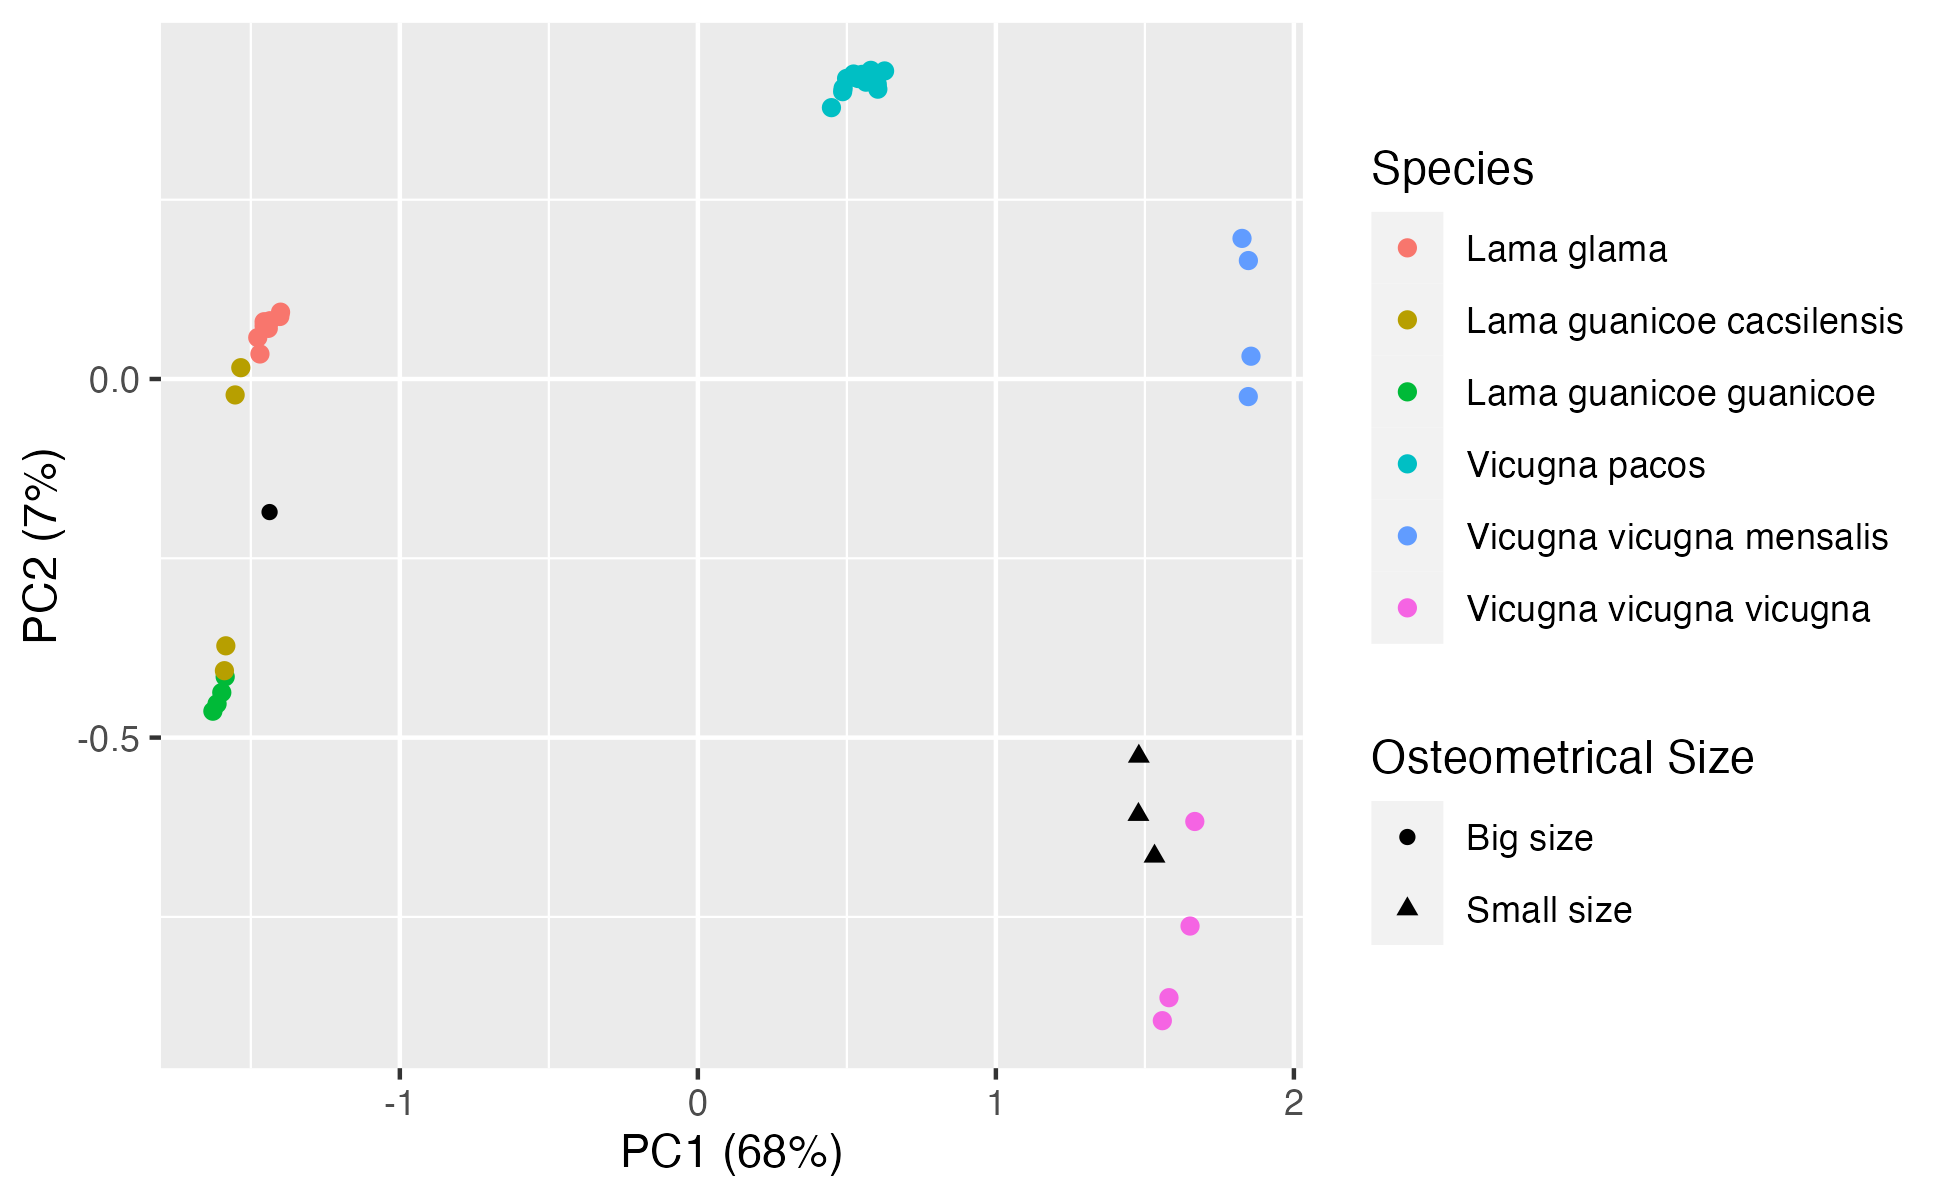 0.0
-0.5
PC2 (7%)
-1
0
1
2
PC1 (68%)
Species
Lama glama
Lama guanicoe cacsilensis
Lama guanicoe guanicoe
Vicugna pacos
Vicugna vicugna mensalis
Vicugna vicugna vicugna
Osteometrical Size
Big size
Small size